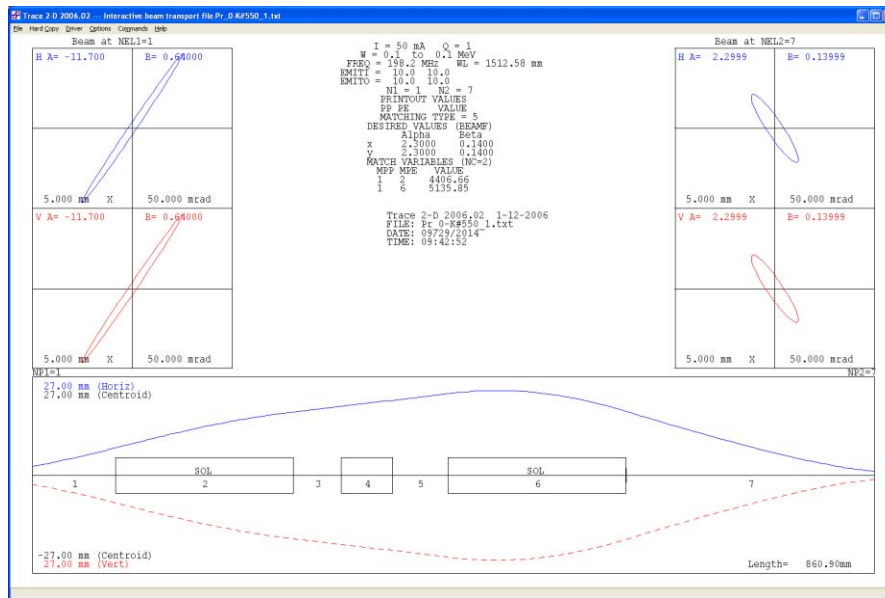 Trace 2-D 2006.02 --- Interactive beam transport file Pr_0-K#550_1.txt
File Hard Copy Driver Options Commands Help
Beam at NEL1=1
H A= -11.700 B= 0.64000
5.000 mm X 50.000 mrad
V A= -11.700 B= 0.64000
5.000 mm X 50.000 mrad
NP1=1
I = 50 mA Q = 1
W = 0.1 to 0.1 MeV
FREQ = 198.2 MHz WL = 1512.58 mm
EMITI = 10.0 10.0
EMITO = 10.0 10.0
N1 = 1 N2 = 7
PRINTOUT VALUES
PP PE VALUE
MATCHING TYPE = 5
DESIRED VALUES (BEAMF)
Alpha Beta
x 2.3000 0.1400
y 2.3000 0.1400
MATCH VARIABLES (NC=2)
MPP MPE VALUE
1 2 4406.66
1 6 5135.85
Trace 2-D 2006.02 1-12-2006
FILE: Pr_0-K#550_1.txt
DATE: 09/29/2014
TIME: 09:42:52
Beam at NEL2=7
H A= 2.2999 B= 0.13999
5.000 mm X 50.000 mrad
V A= 2.2999 B= 0.13999
5.000 mm X 50.000 mrad
NP2=7
27.00 mm (Horiz)
27.00 mm (Centroid)
SOL SOL
1 2 3 4 5 6 7
-27.00 mm (Centroid)
27.00 mm (Vert)
Length= 860.90mm